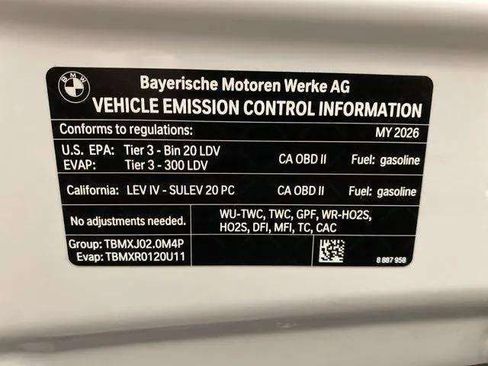 BMW
Bayerische Motoren Werke AG
VEHICLE EMISSION CONTROL INFORMATION
Conforms to regulations: MY 2026
U.S. EPA: Tier 3 - Bin 20 LDV CA OBD II Fuel: gasoline
EVAP: Tier 3 - 300 LDV
California: LEV IV - SULEV 20 PC CA OBD II Fuel: gasoline
No adjustments needed. WU-TWC, TWC, GPF, WR-HO2S,
HO2S, DFI, MFI, TC, CAC
Group: TBMXJ02.0M4P
Evap: TBMXR0120U11 8 887 958